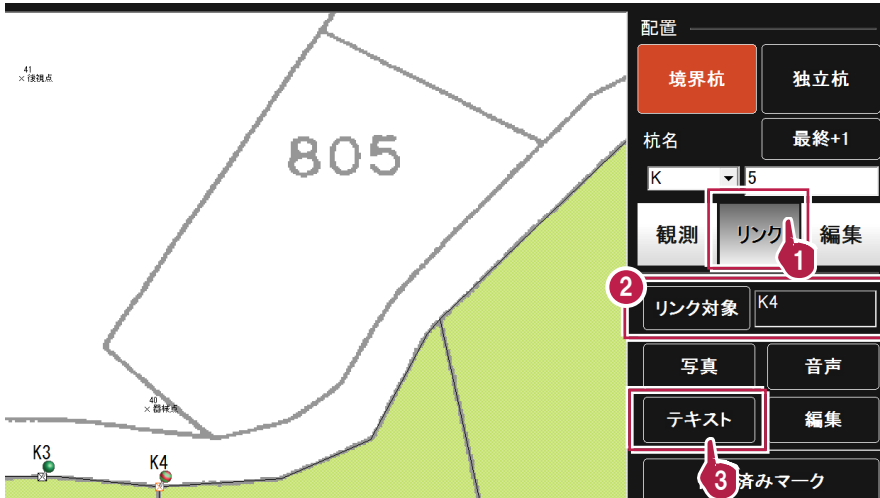 41
×後視点
805
40
×器械点
K3
K4
配置
境界杭
独立杭
杭名
最終+1
K
5
観測
リンク
編集
1
2
リンク対象
K4
写真
音声
テキスト
編集
3
済みマーク